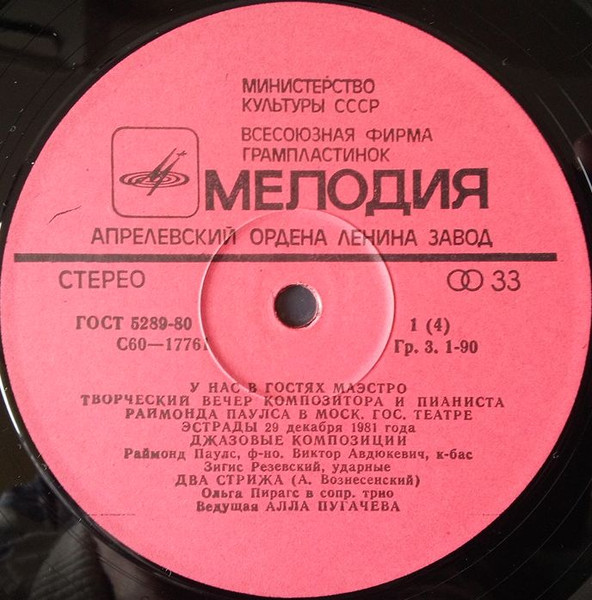 МИНИСТЕРСТВО
КУЛЬТУРЫ СССР
ВСЕСОЮЗНАЯ ФИРМА
ГРАМПЛАСТИНОК
МЕЛОДИЯ
АПРЕЛЕВСКИЙ ОРДЕНА ЛЕНИНА ЗАВОД
СТЕРЕО 33
ГОСТ 5289-80 1 (4)
С60—17761 Гр. 3. 1-90
У НАС В ГОСТЯХ МАЭСТРО
ТВОРЧЕСКИЙ ВЕЧЕР КОМПОЗИТОРА И ПИАНИСТА
РАЙМОНДА ПАУЛСА В МОСК. ГОС. ТЕАТРЕ
ЭСТРАДЫ 29 декабря 1981 года
ДЖАЗОВЫЕ КОМПОЗИЦИИ
Раймонд Паулс, ф-но. Виктор Авдюкевич, к-бас
Зигис Резевский, ударные
ДВА СТРИЖА (А. Вознесенский)
Ольга Пирагс в сопр. трио
Ведущая АЛЛА ПУГАЧЕВА